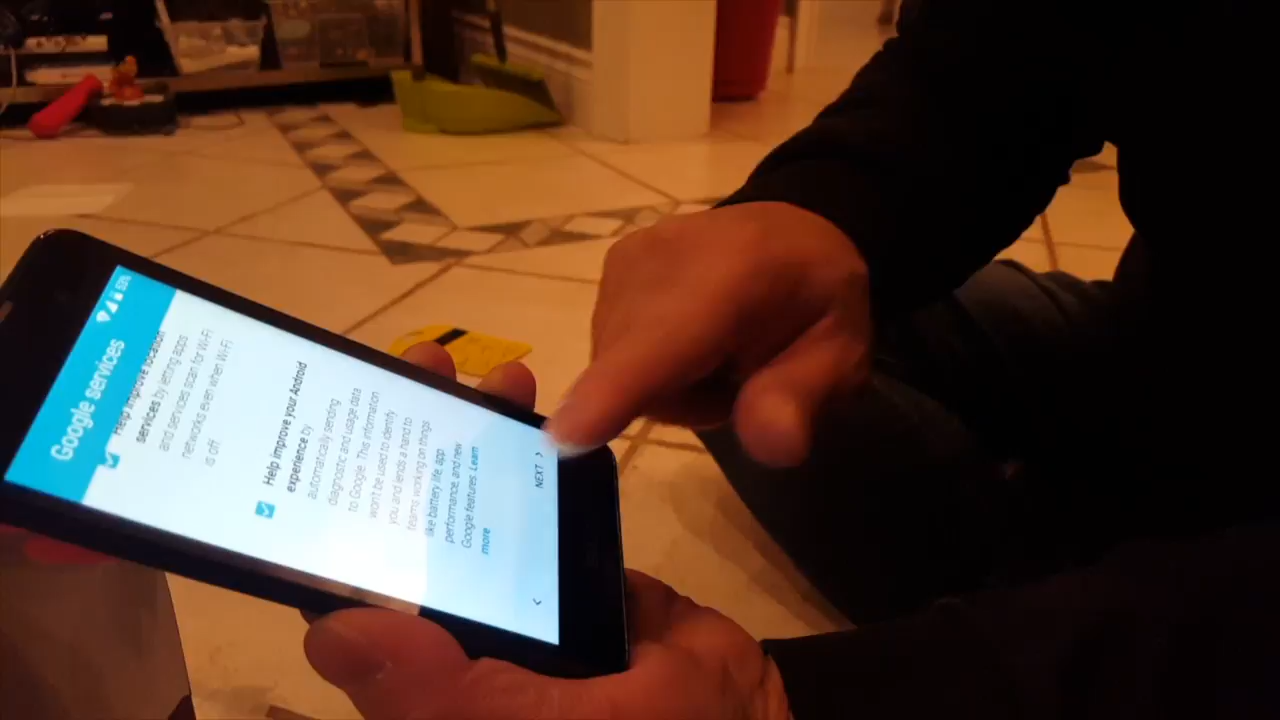 53%
Google services
Help improve location
services by letting apps
and services scan for Wi-Fi
networks even when Wi-Fi
is off
Help improve your Android
experience by
automatically sending
diagnostic and usage data
to Google. This information
won't be used to identify
you and lends a hand to
teams working on things
like battery life, app
performance, and new
Google features. Learn
more
NEXT >
<